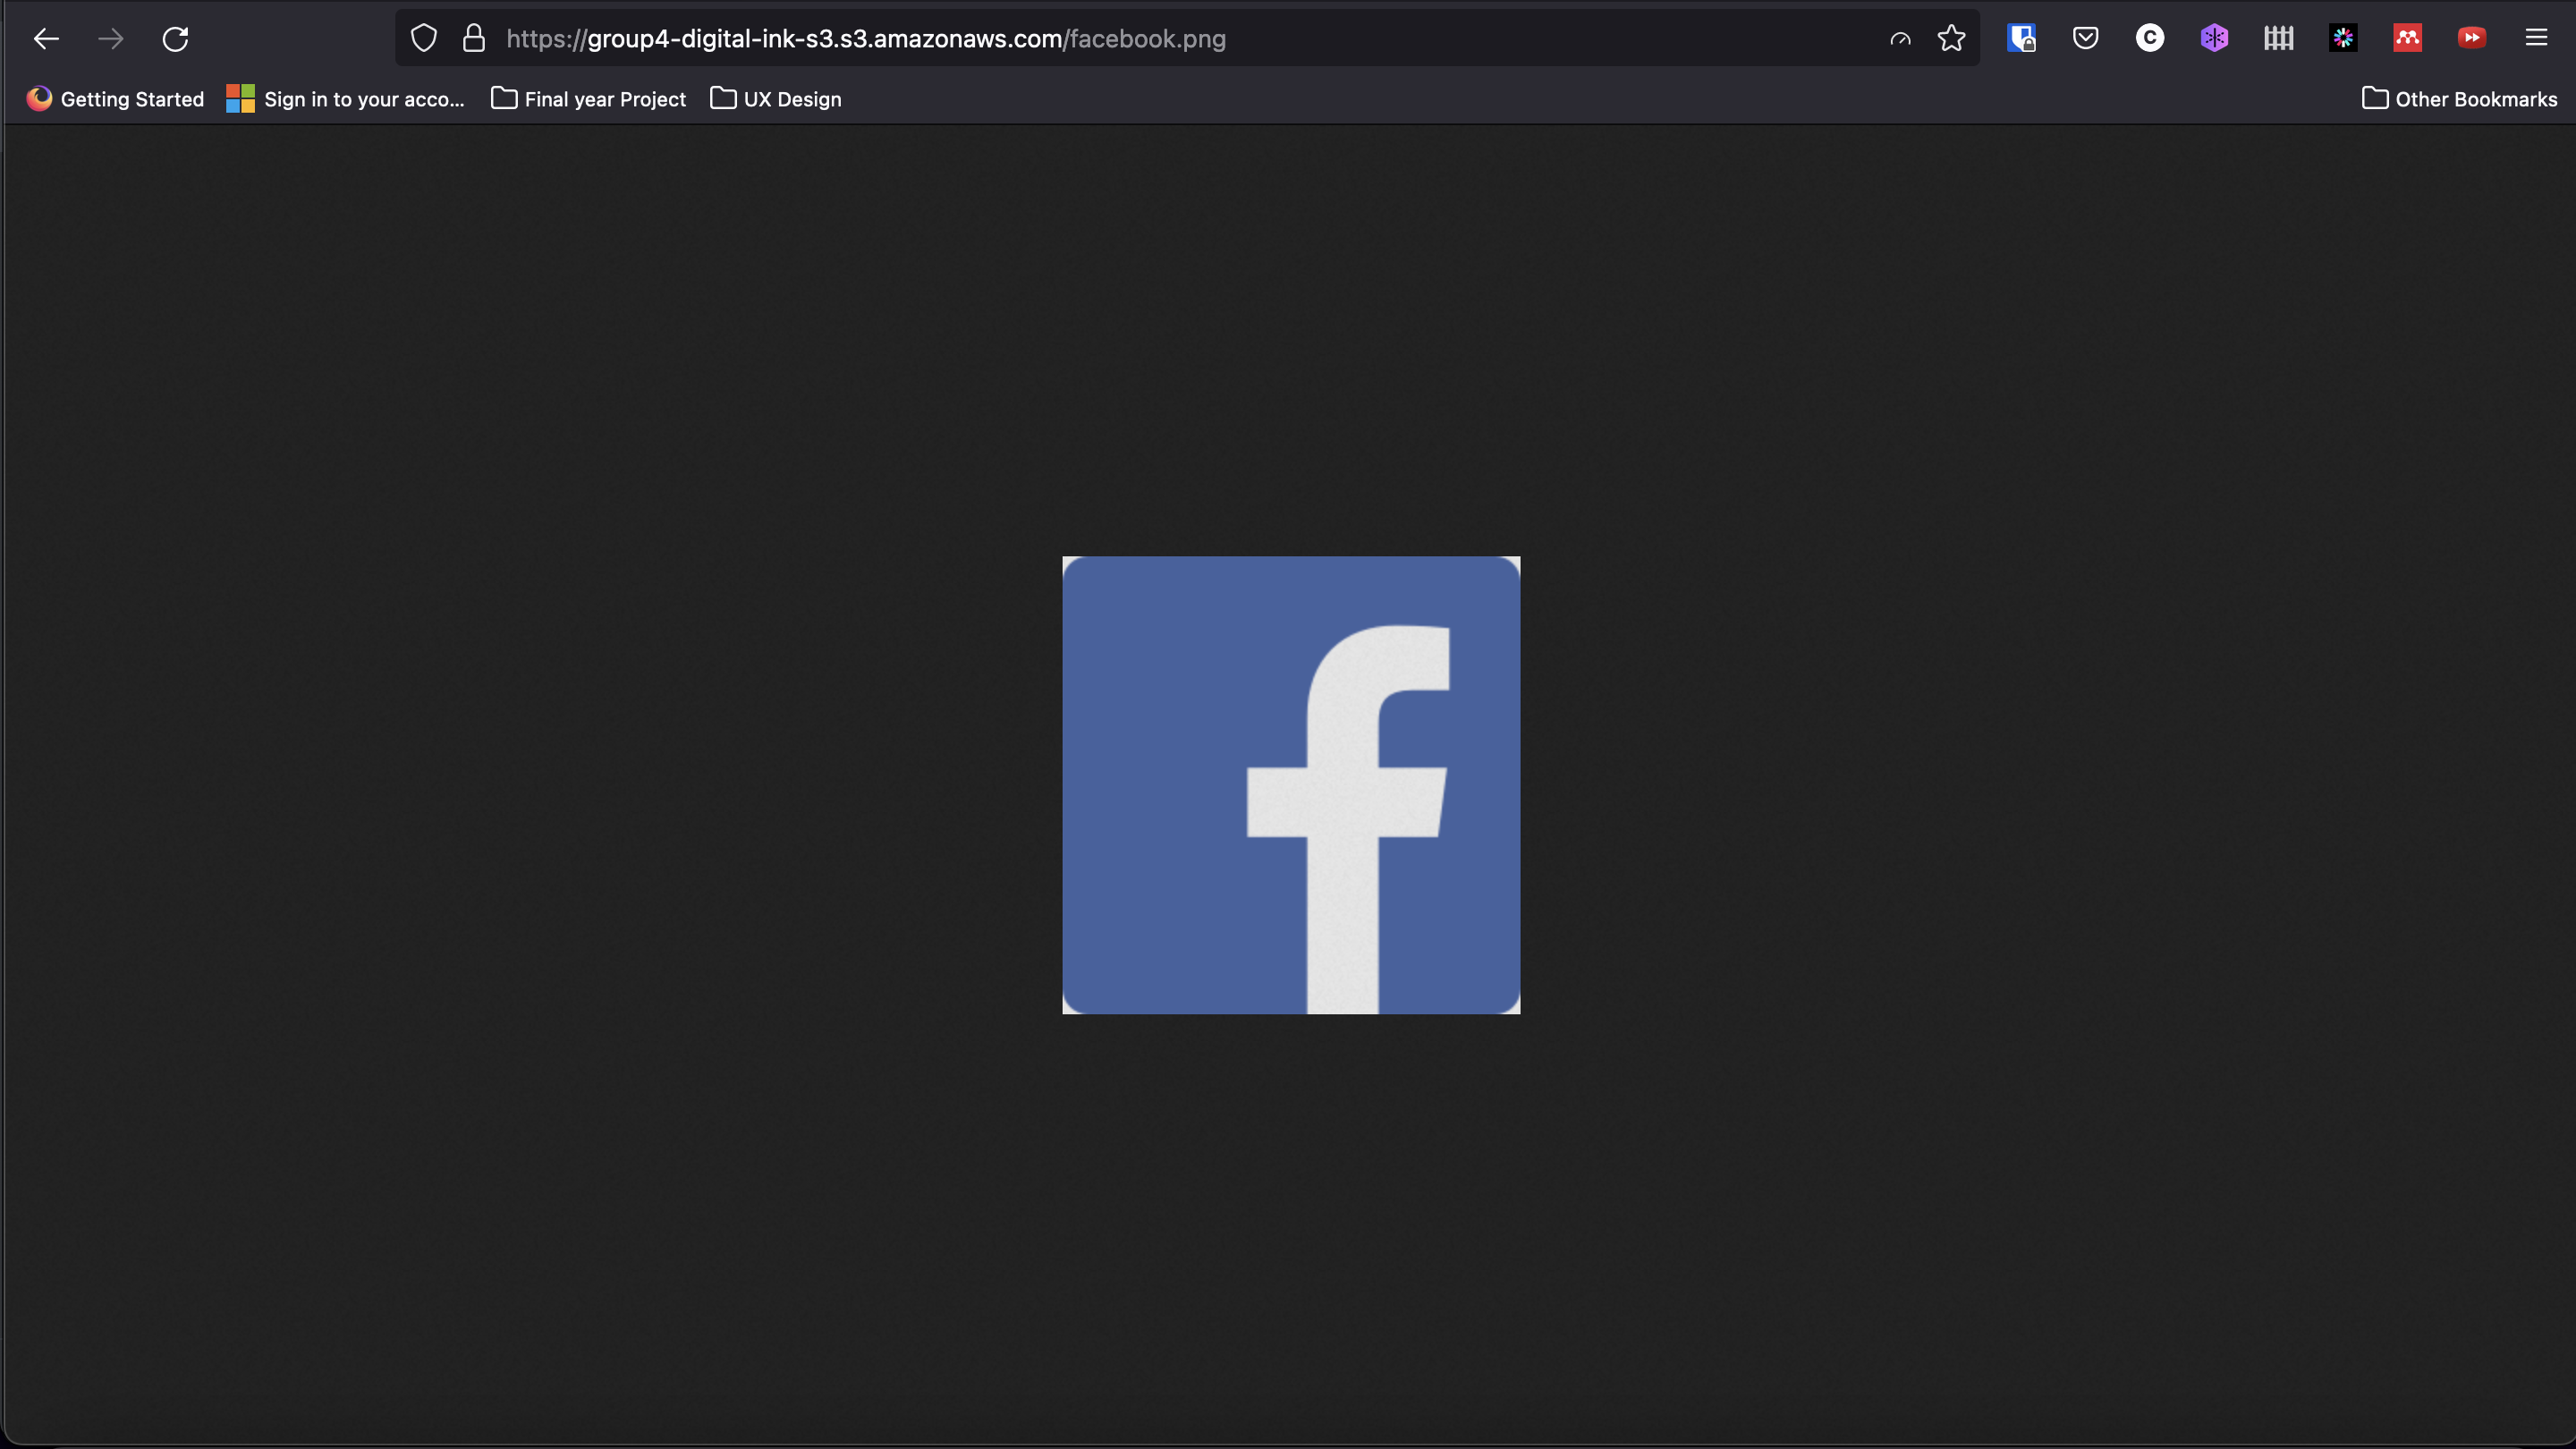 https://group4-digital-ink-s3.s3.amazonaws.com/facebook.png
Getting Started
Sign in to your acco...
Final year Project
UX Design
Other Bookmarks
f